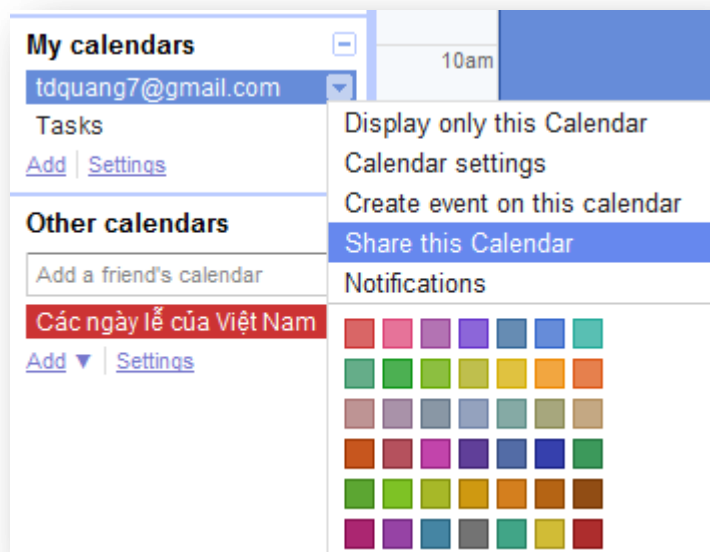 My calendars
tdquang7@gmail.com
Tasks
Add Settings
Other calendars
Add a friend's calendar
Các ngày lễ của Việt Nam
Add ▼ Settings
10am
Display only this Calendar
Calendar settings
Create event on this calendar
Share this Calendar
Notifications